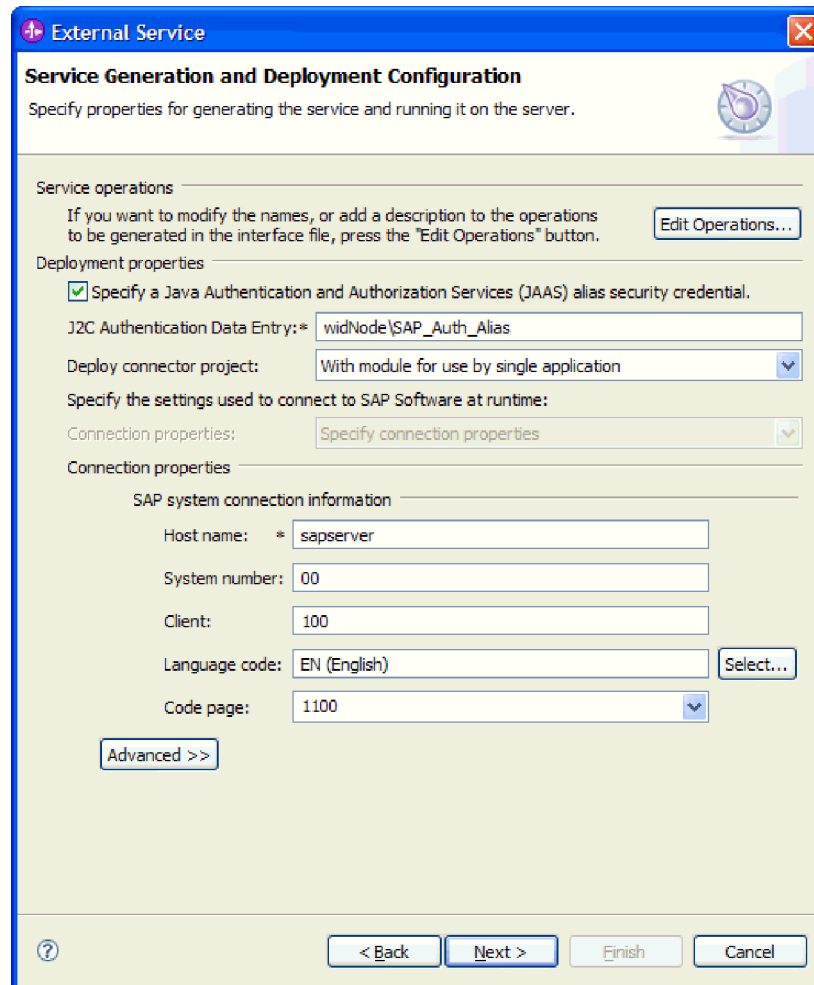 External Service
Service Generation and Deployment Configuration
Specify properties for generating the service and running it on the server.
Service operations
If you want to modify the names, or add a description to the operations
to be generated in the interface file, press the "Edit Operations" button.
Edit Operations...
Deployment properties
Specify a Java Authentication and Authorization Services (JAAS) alias security credential.
J2C Authentication Data Entry:* widNode\SAP_Auth_Alias
Deploy connector project: With module for use by single application
Specify the settings used to connect to SAP Software at runtime:
Connection properties: Specify connection properties
Connection properties
SAP system connection information
Host name: * sapserver
System number: 00
Client: 100
Language code: EN (English) Select...
Code page: 1100
Advanced >>
? < Back Next > Finish Cancel